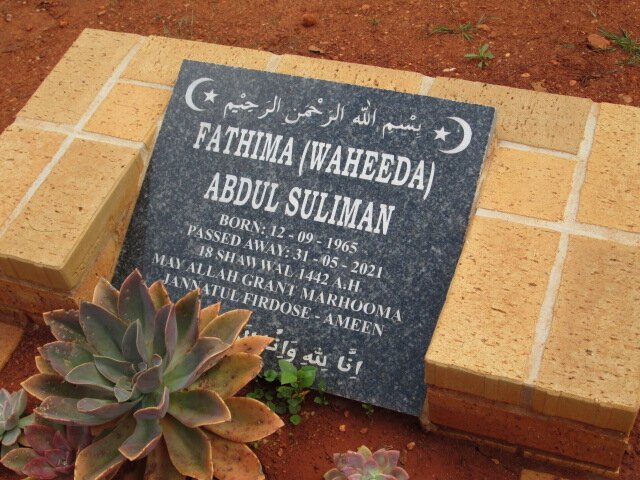 بِسْمِ اللهِ الرَّحْمٰنِ الرَّحِيْمِ
FATHIMA (WAHEEDA)
ABDUL SULIMAN
BORN: 12 - 09 - 1965
PASSED AWAY: 31 - 05 - 2021
18 SHAWWAL 1442 A.H.
MAY ALLAH GRANT MARHOOMA
JANNATUL FIRDOSE - AMEEN
اِنَّا لِلّٰهِ وَاِنَّا